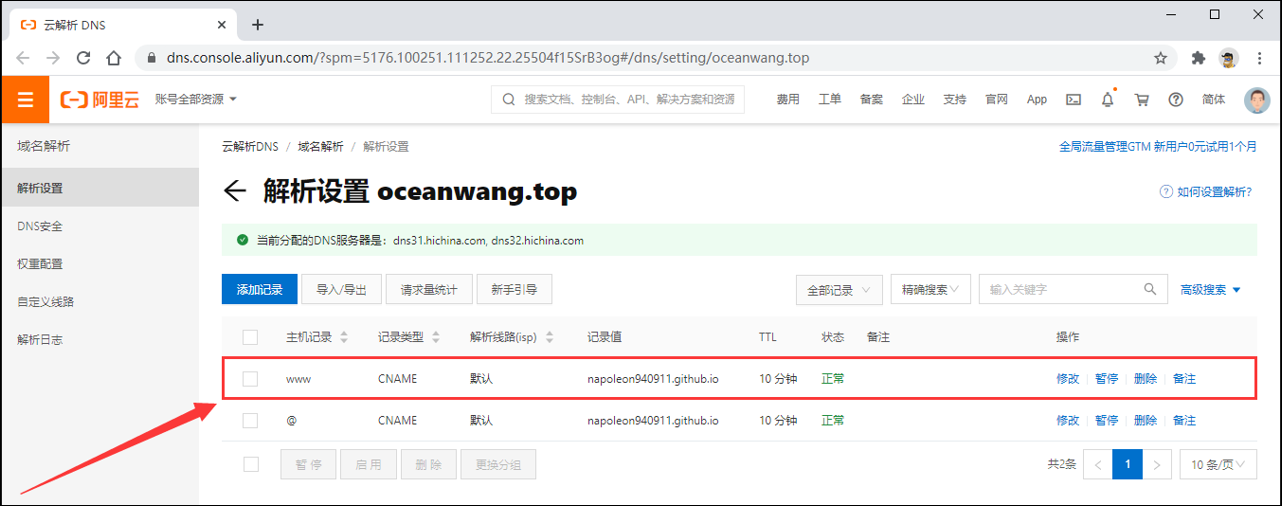 云解析 DNS
dns.console.aliyun.com/?spm=5176.100251.111252.22.25504f15SrB3og#/dns/setting/oceanwang.top
阿里云 账号全部资源 搜索文档、控制台、API、解决方案和资源 费用 工单 备案 企业 支持 官网 App 简体
域名解析
解析设置
DNS安全
权重配置
自定义线路
解析日志
云解析DNS / 域名解析 / 解析设置 全局流量管理GTM 新用户0元试用1个月
解析设置 oceanwang.top 如何设置解析?
当前分配的DNS服务器是：dns31.hichina.com, dns32.hichina.com
添加记录 导入/导出 请求量统计 新手引导 全部记录 精确搜索 输入关键字 高级搜索
主机记录 记录类型 解析线路(isp) 记录值 TTL 状态 备注 操作
www CNAME 默认 napoleon940911.github.io 10 分钟 正常 修改 暂停 删除 备注
@ CNAME 默认 napoleon940911.github.io 10 分钟 正常 修改 暂停 删除 备注
暂停 启用 删除 更换分组 共2条 1 10 条/页